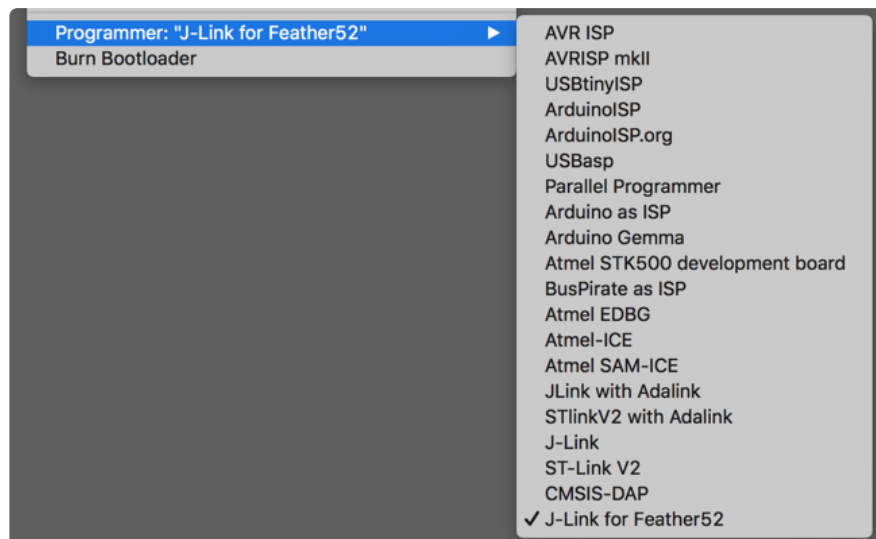 Programmer: "J-Link for Feather52"
Burn Bootloader
AVR ISP
AVRISP mkII
USBtinyISP
ArduinoISP
ArduinoISP.org
USBasp
Parallel Programmer
Arduino as ISP
Arduino Gemma
Atmel STK500 development board
BusPirate as ISP
Atmel EDBG
Atmel-ICE
Atmel SAM-ICE
JLink with Adalink
STlinkV2 with Adalink
J-Link
ST-Link V2
CMSIS-DAP
✓ J-Link for Feather52